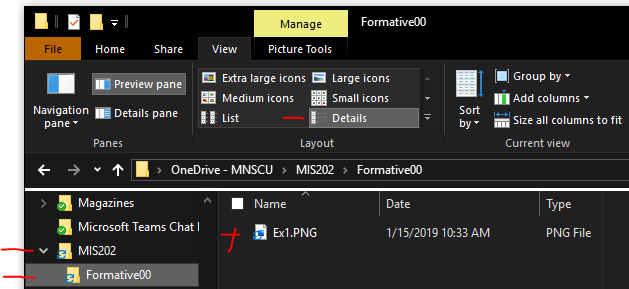 Manage Formative00
File Home Share View Picture Tools
Preview pane Extra large icons Large icons Group by
Medium icons Small icons Add columns
Navigation pane Details pane List Details Sort by Size all columns to fit
Panes Layout Current view
OneDrive - MNSCU MIS202 Formative00
Magazines Name Date Type
Microsoft Teams Chat Ex1.PNG 1/15/2019 10:33 AM PNG File
MIS202
Formative00